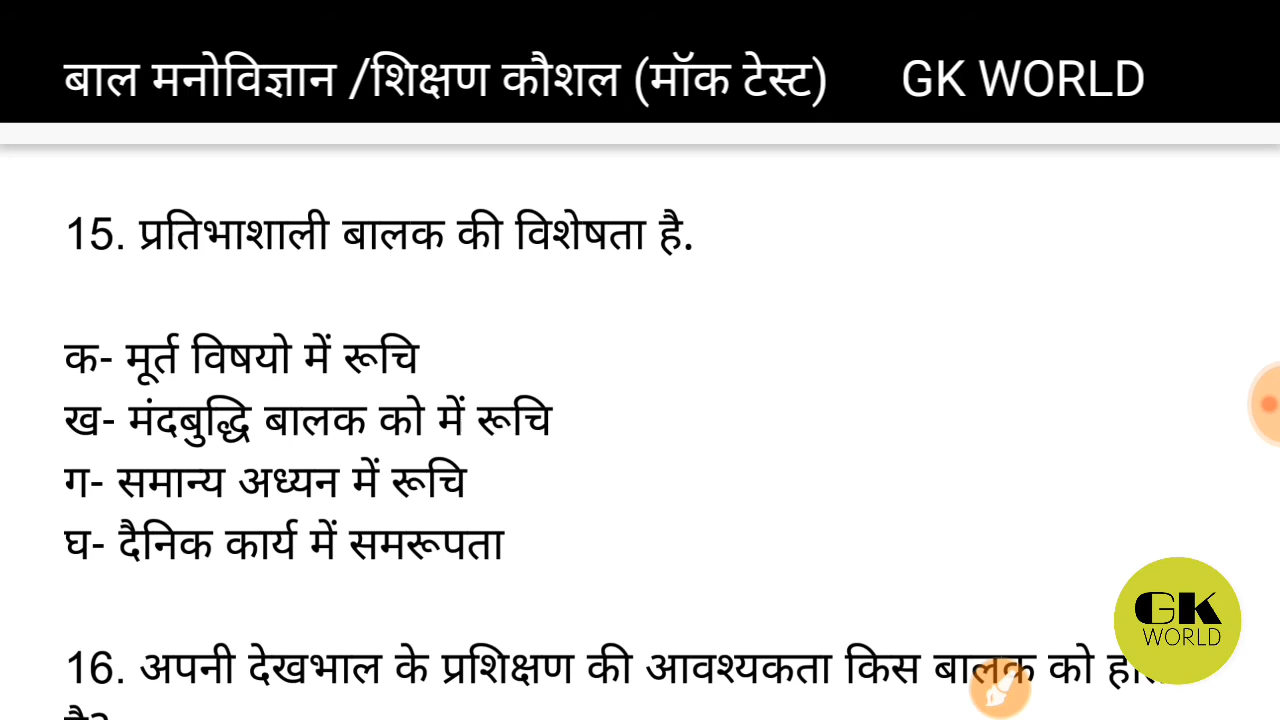 बाल मनोविज्ञान /शिक्षण कौशल (मॉक टेस्ट) GK WORLD
15. प्रतिभाशाली बालक की विशेषता है.
क- मूर्त विषयो में रूचि
ख- मंदबुद्धि बालक को में रूचि
ग- समान्य अध्यन में रूचि
घ- दैनिक कार्य में समरूपता
GK
WORLD
16. अपनी देखभाल के प्रशिक्षण की आवश्यकता किस बालक को